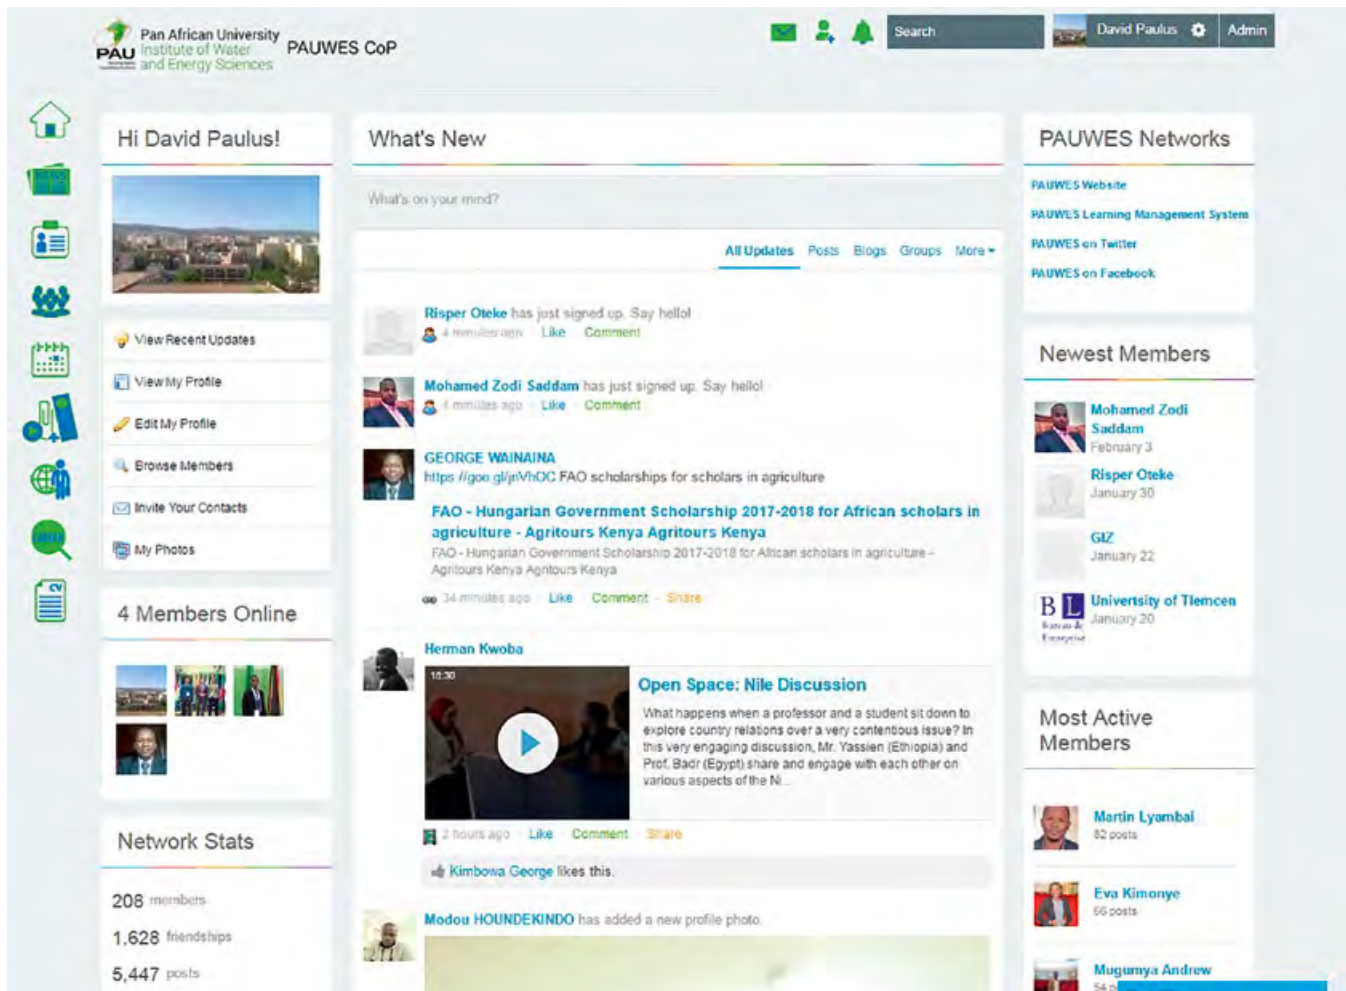 Pan African University
Institute of Water
and Energy Sciences
PAU
PAUWES CoP
Search
David Paulus
Admin
Hi David Paulus!
View Recent Updates
View My Profile
Edit My Profile
Browse Members
Invite Your Contacts
My Photos
4 Members Online
Network Stats
208 members
1,628 friendships
5,447 posts
What's New
What's on your mind?
All Updates Posts Blogs Groups More
Risper Oteke has just signed up. Say hello!
4 minutes ago · Like · Comment
Mohamed Zodi Saddam has just signed up. Say hello!
4 minutes ago · Like · Comment
GEORGE WAINAINA
https://goo.gl/jnVhOC FAO scholarships for scholars in agriculture
FAO - Hungarian Government Scholarship 2017-2018 for African scholars in
agriculture - Agritours Kenya Agritours Kenya
FAO - Hungarian Government Scholarship 2017-2018 for African scholars in agriculture -
Agritours Kenya Agritours Kenya
34 minutes ago · Like · Comment · Share
Herman Kwoba
Open Space: Nile Discussion
What happens when a professor and a student sit down to
explore country relations over a very contentious issue? In
this very engaging discussion, Mr. Yassien (Ethiopia) and
Prof. Badr (Egypt) share and engage with each other on
various aspects of the Ni...
2 hours ago · Like · Comment · Share
Kimbowa George likes this.
Modou HOUNDEKINDO has added a new profile photo.
PAUWES Networks
PAUWES Website
PAUWES Learning Management System
PAUWES on Twitter
PAUWES on Facebook
Newest Members
Mohamed Zodi
Saddam
February 3
Risper Oteke
January 30
GIZ
January 22
B L
Bureau de
Entreprise
Univertsity of Tlemcen
January 20
Most Active
Members
Martin Lyambai
82 posts
Eva Kimonye
66 posts
Mugumya Andrew
54